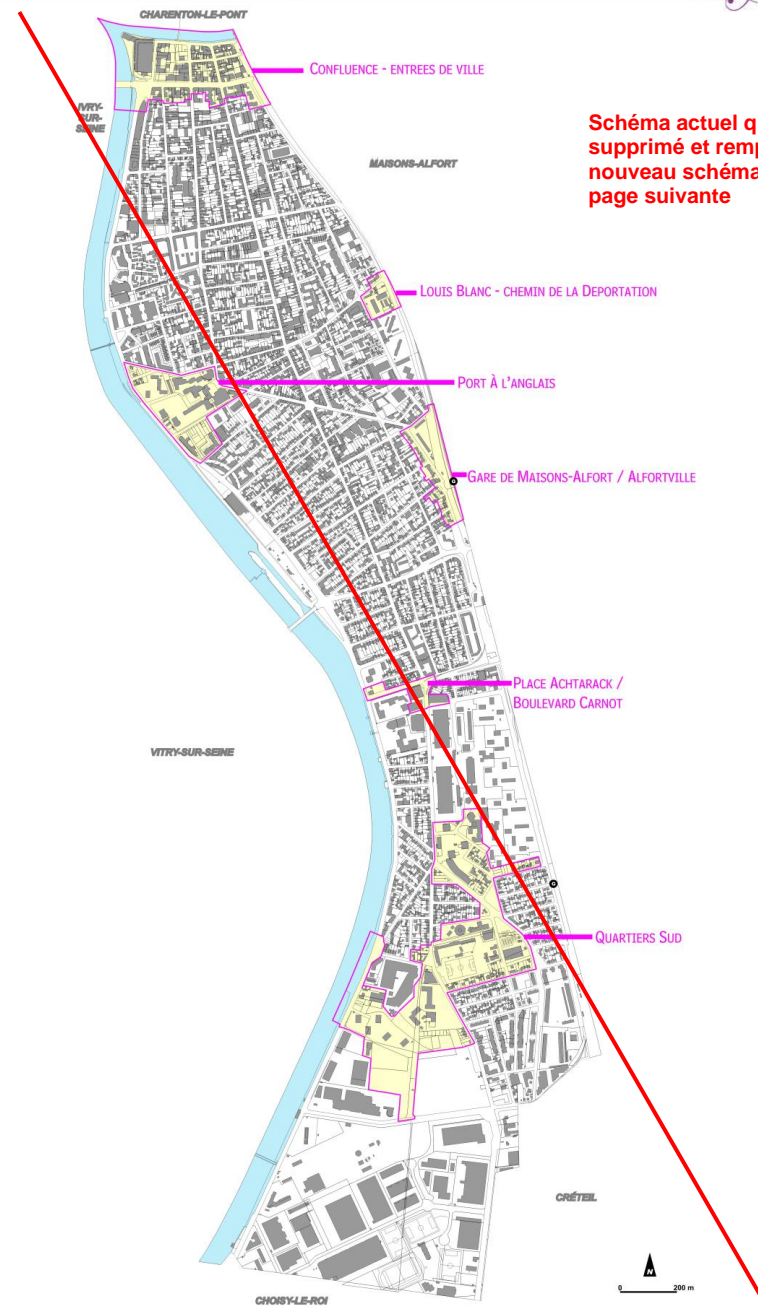 CHARENTON-LE-PONT
CONFLUENCE - ENTREES DE VILLE
IVRY-
SUR-
SEINE
Schéma actuel q
supprimé et remp
nouveau schéma
page suivante
MAISONS-ALFORT
LOUIS BLANC - CHEMIN DE LA DEPORTATION
PORT À L'ANGLAIS
GARE DE MAISONS-ALFORT / ALFORTVILLE
PLACE ACHTARACK /
BOULEVARD CARNOT
VITRY-SUR-SEINE
QUARTIERS SUD
CRÉTEIL
N
0 200 m
CHOISY-LE-ROI